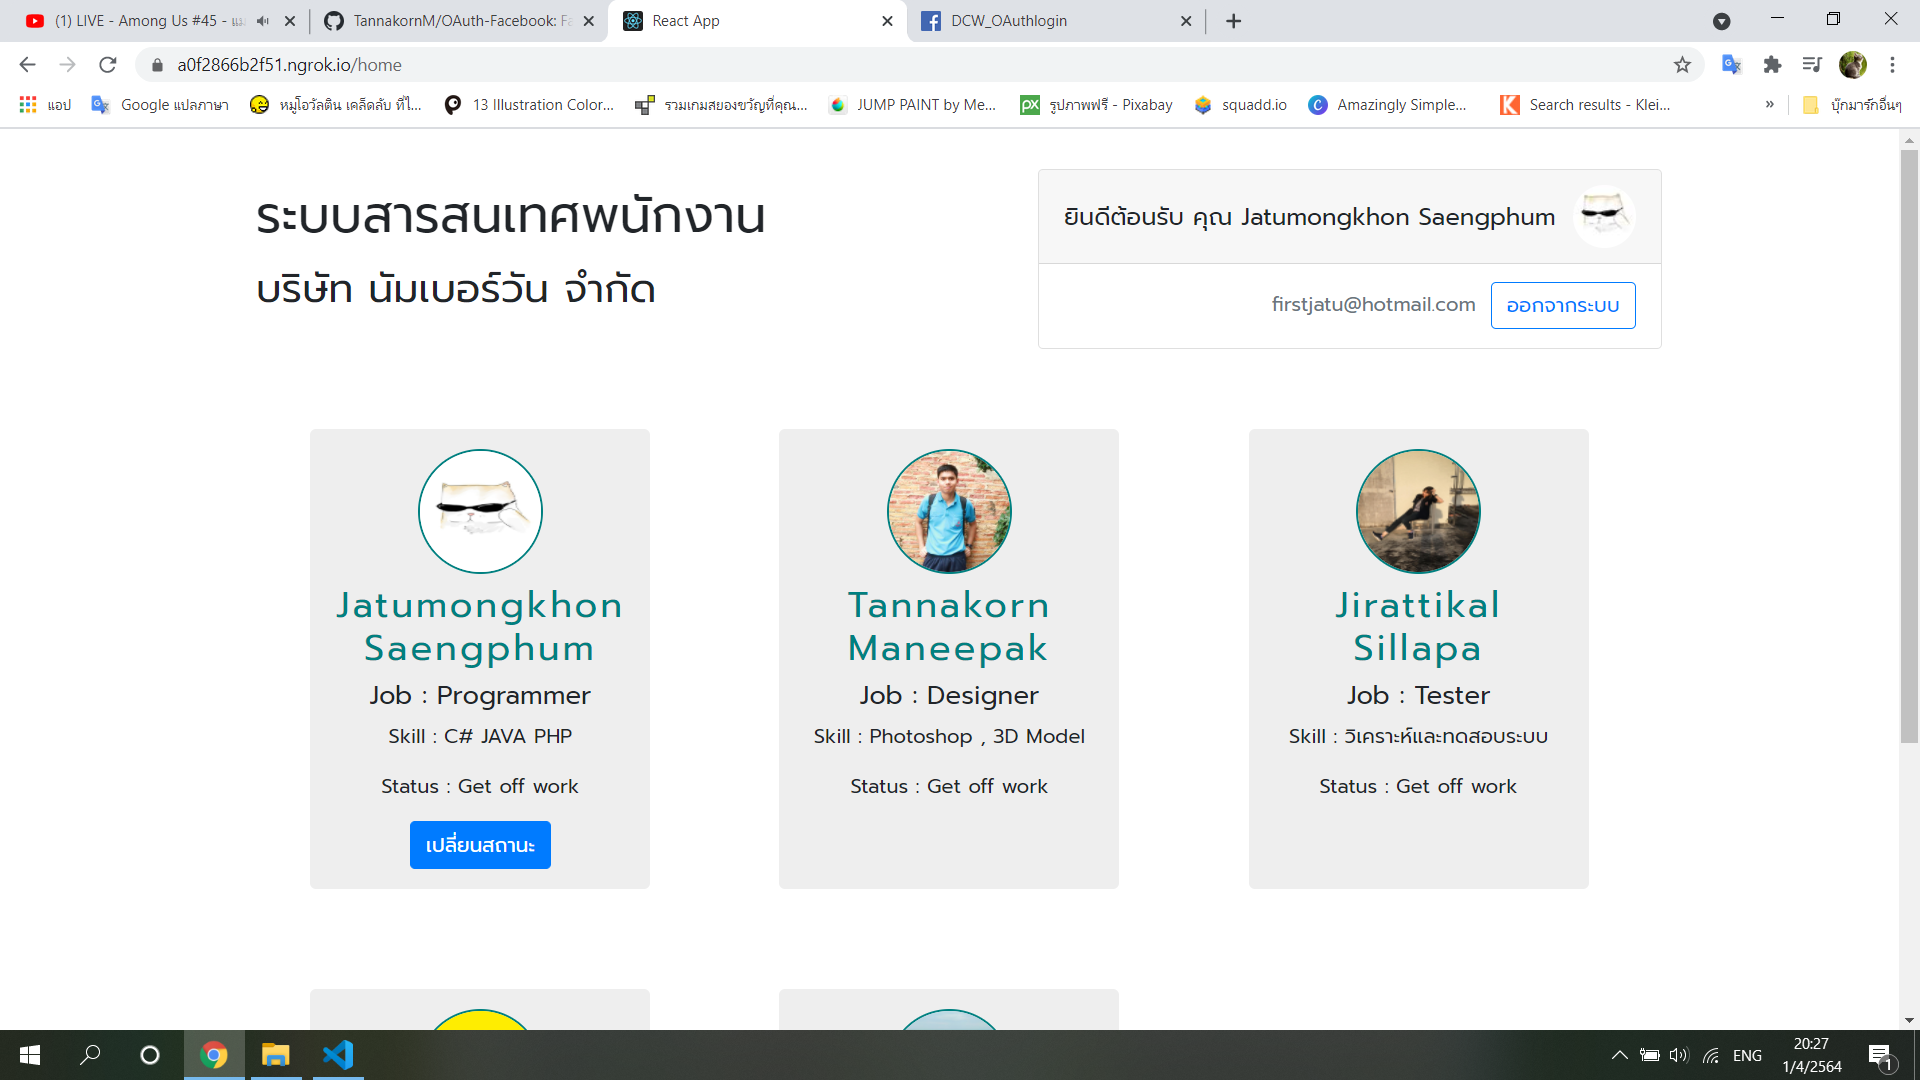 (1) LIVE - Among Us #45 - แม
TannakornM/OAuth-Facebook: Fa
React App
DCW_OAuthlogin
a0f2866b2f51.ngrok.io/home
แอป
Google แปลภาษา
หมูโอวัลติน เคล็ดลับ ที่ไ...
13 Illustration Color...
รวมเกมสยองขวัญที่คุณ...
JUMP PAINT by Me...
รูปภาพฟรี - Pixabay
squadd.io
Amazingly Simple...
Search results - Klei...
»
บุ๊กมาร์กอื่นๆ
ระบบสารสนเทศพนักงาน
บริษัท นัมเบอร์วัน จำกัด
ยินดีต้อนรับ คุณ Jatumongkhon Saengphum
firstjatu@hotmail.com
ออกจากระบบ
Jatumongkhon
Saengphum
Job : Programmer
Skill : C# JAVA PHP
Status : Get off work
เปลี่ยนสถานะ
Tannakorn
Maneepak
Job : Designer
Skill : Photoshop , 3D Model
Status : Get off work
Jirattikal
Sillapa
Job : Tester
Skill : วิเคราะห์และทดสอบระบบ
Status : Get off work
ENG
20:27
1/4/2564
1